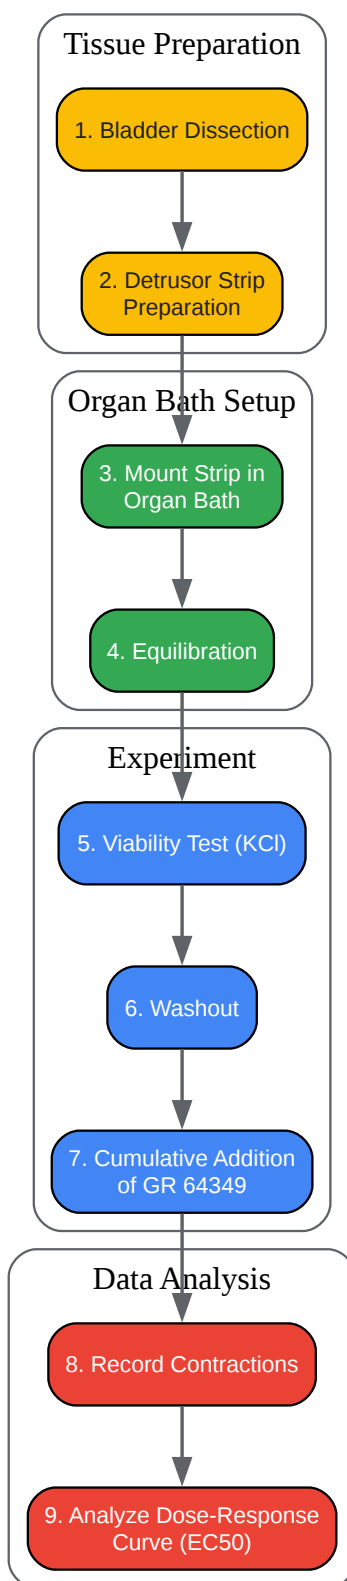 Tissue Preparation
1. Bladder Dissection
2. Detrusor Strip
Preparation
Organ Bath Setup
3. Mount Strip in
Organ Bath
4. Equilibration
Experiment
5. Viability Test (KCl)
6. Washout
7. Cumulative Addition
of GR 64349
Data Analysis
8. Record Contractions
9. Analyze Dose-Response
Curve (EC50)